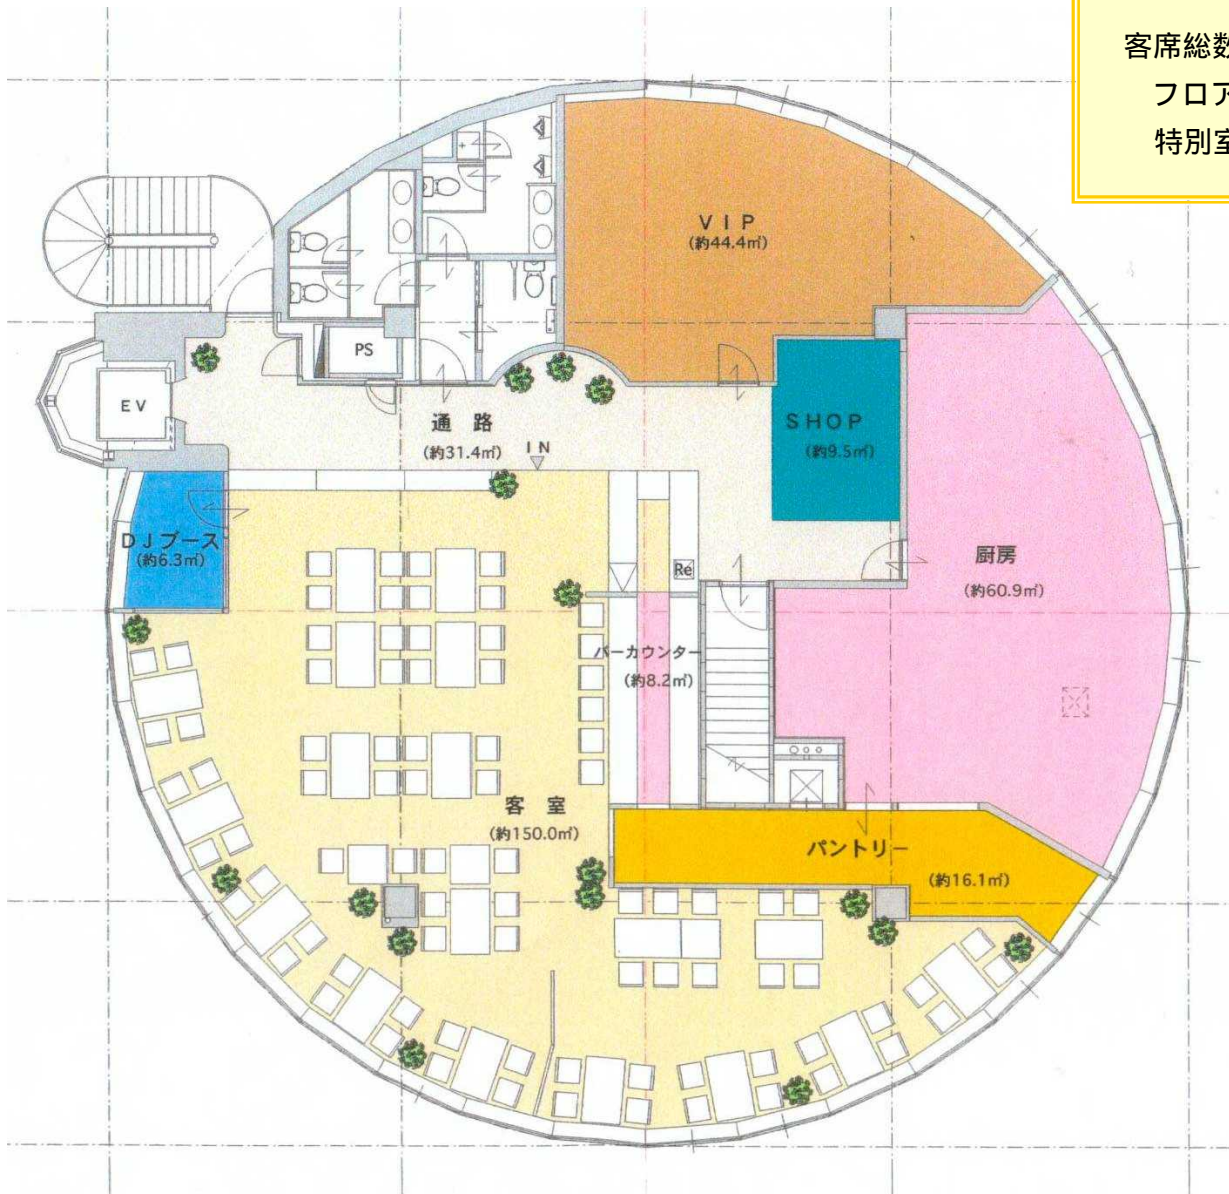 客席総数
フロア
特別室
ＶＩＰ
(約44.4㎡)
PS
EV
通 路
(約31.4㎡)
IN
ＳＨＯＰ
(約9.5㎡)
ＤＪブース
(約6.3㎡)
Re
厨房
(約60.9㎡)
バーカウンター
(約8.2㎡)
客 室
(約150.0㎡)
パントリー
(約16.1㎡)